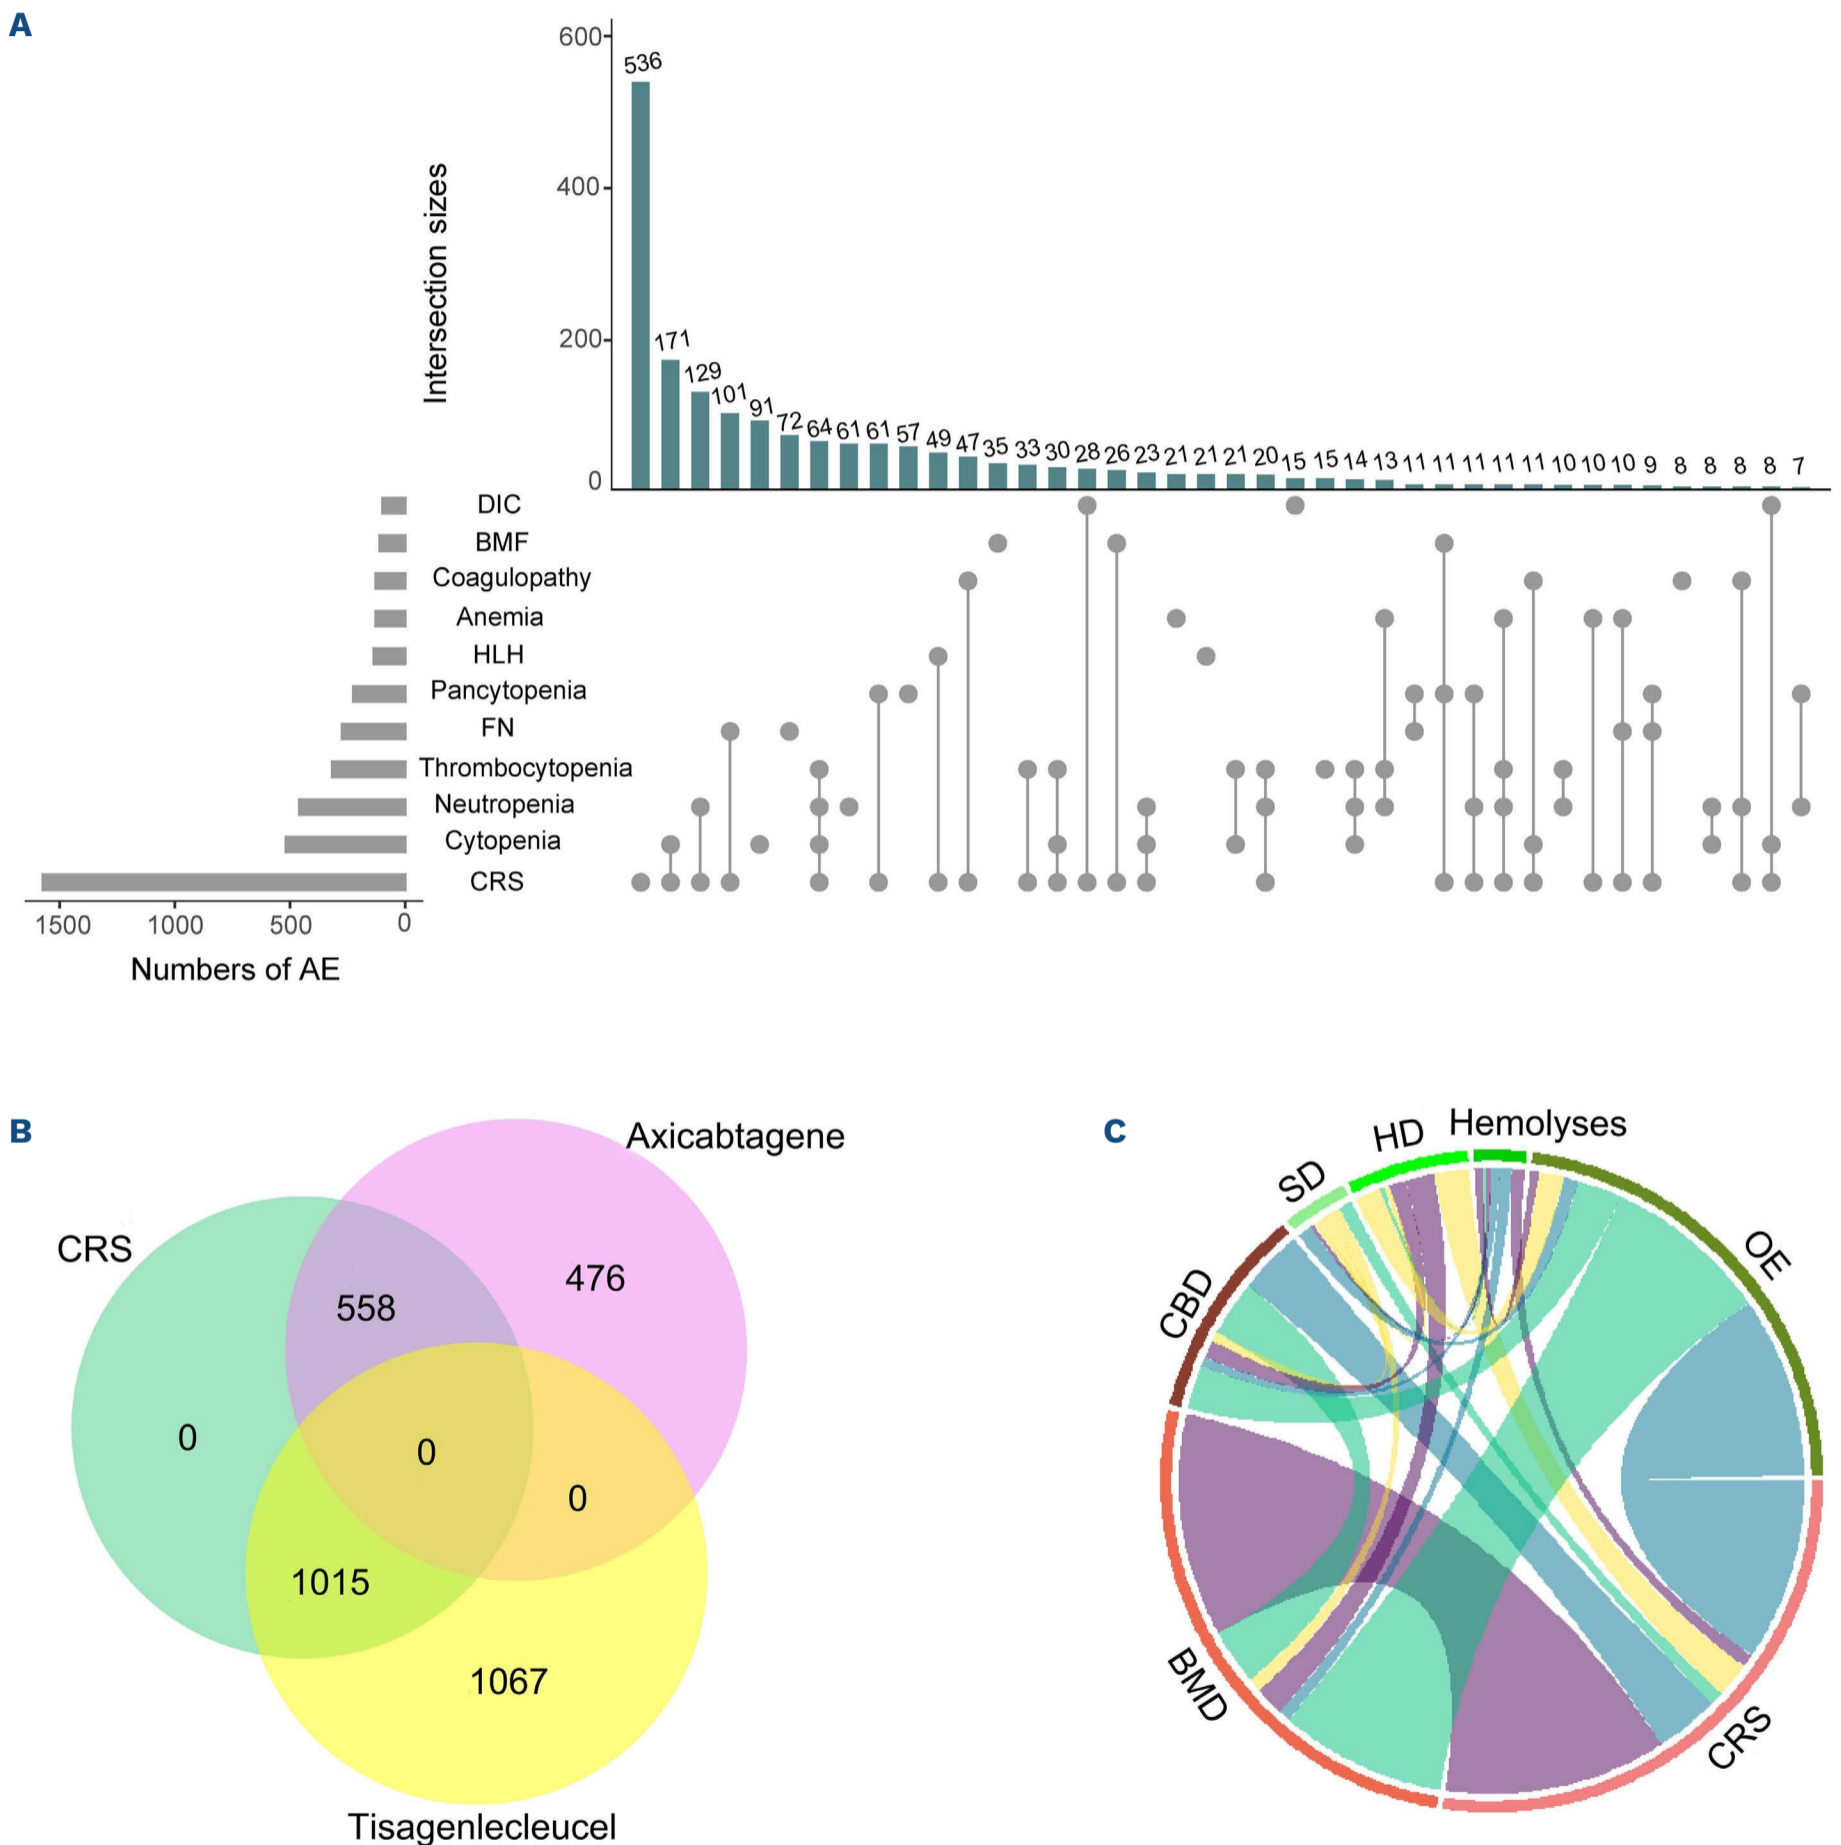 A
600
536
400
Intersection sizes
200
171
129
101
91
72
64
61
61
57
49
47
35
33
30
28
26
23
21
21
21
20
15
15
14
13
11
11
11
11
11
10
10
10
9
8
8
8
8
7
0
DIC
BMF
Coagulopathy
Anemia
HLH
Pancytopenia
FN
Thrombocytopenia
Neutropenia
Cytopenia
CRS
1500 1000 500 0
Numbers of AE
B
Axicabtagene
CRS
476
558
0
0
0
1015
1067
Tisagenlecleucel
C
HD
Hemolyses
SD
OE
CBD
BMD
CRS